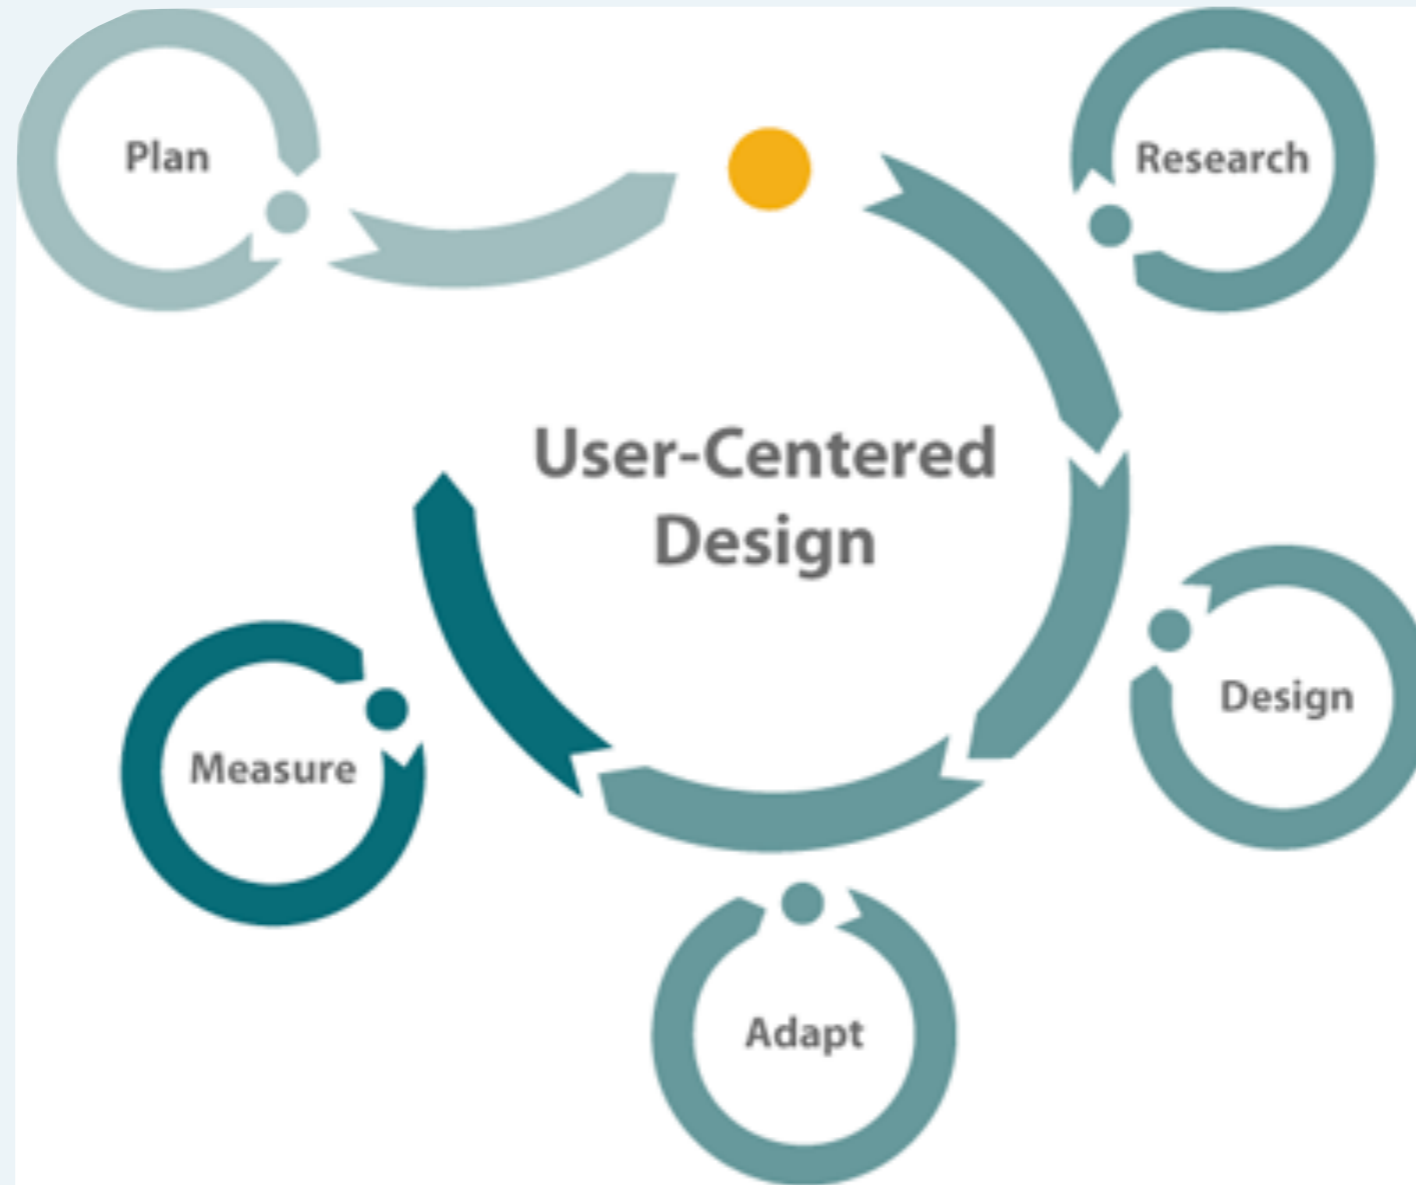 Plan
Research
User-Centered
Design
Design
Measure
Adapt